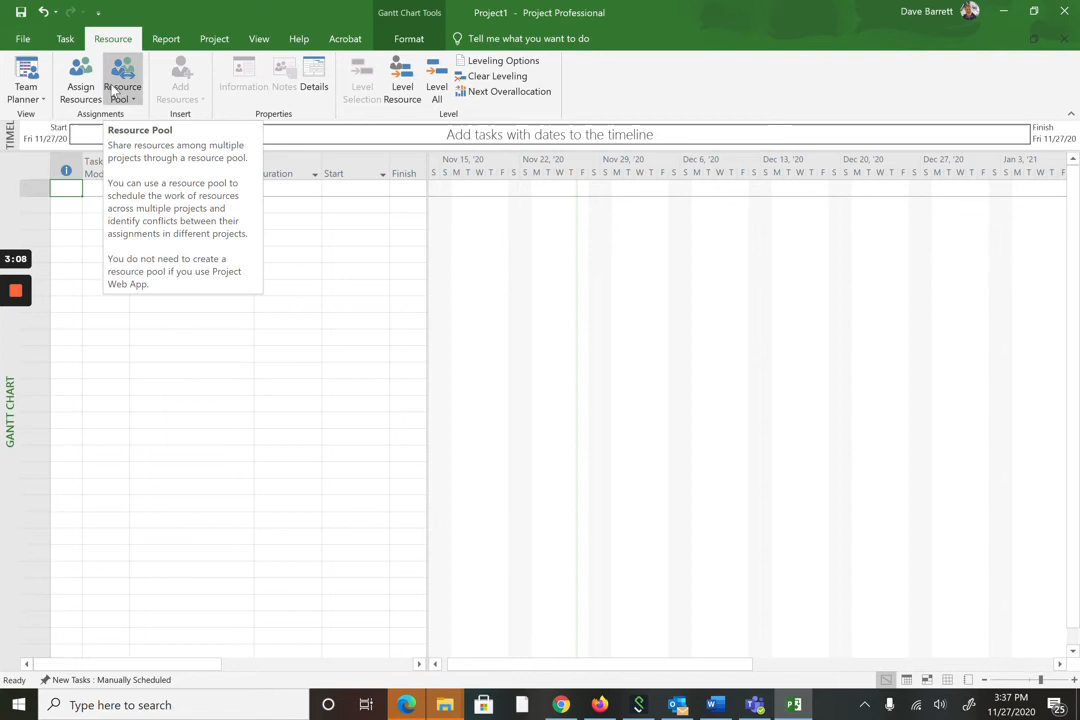 Gantt Chart Tools
Project1 - Project Professional
Dave Barrett
File
Task
Resource
Report
Project
View
Help
Acrobat
Format
Tell me what you want to do
Team
Planner
View
Assign
Resources
Resource
Pool
Assignments
Add
Resources
Insert
Information
Notes
Details
Properties
Level
Selection
Level
Resource
Level
All
Leveling Options
Clear Leveling
Next Overallocation
Level
TIMEL
Start
Fri 11/27/20
Add tasks with dates to the timeline
Finish
Fri 11/27/20
Resource Pool
Share resources among multiple
projects through a resource pool.
You can use a resource pool to
schedule the work of resources
across multiple projects and
identify conflicts between their
assignments in different projects.
You do not need to create a
resource pool if you use Project
Web App.
Task
Mod
uration
Start
Finish
Nov 15, '20
Nov 22, '20
Nov 29, '20
Dec 6, '20
Dec 13, '20
Dec 20, '20
Dec 27, '20
Jan 3, '21
S S M T W T F S S M T W T F S S M T W T F S S M T W T F S S M T W T F S S M T W T F S S M T W T F S S M T W T F
3:08
GANTT CHART
Ready
New Tasks : Manually Scheduled
Type here to search
3:37 PM
11/27/2020
25